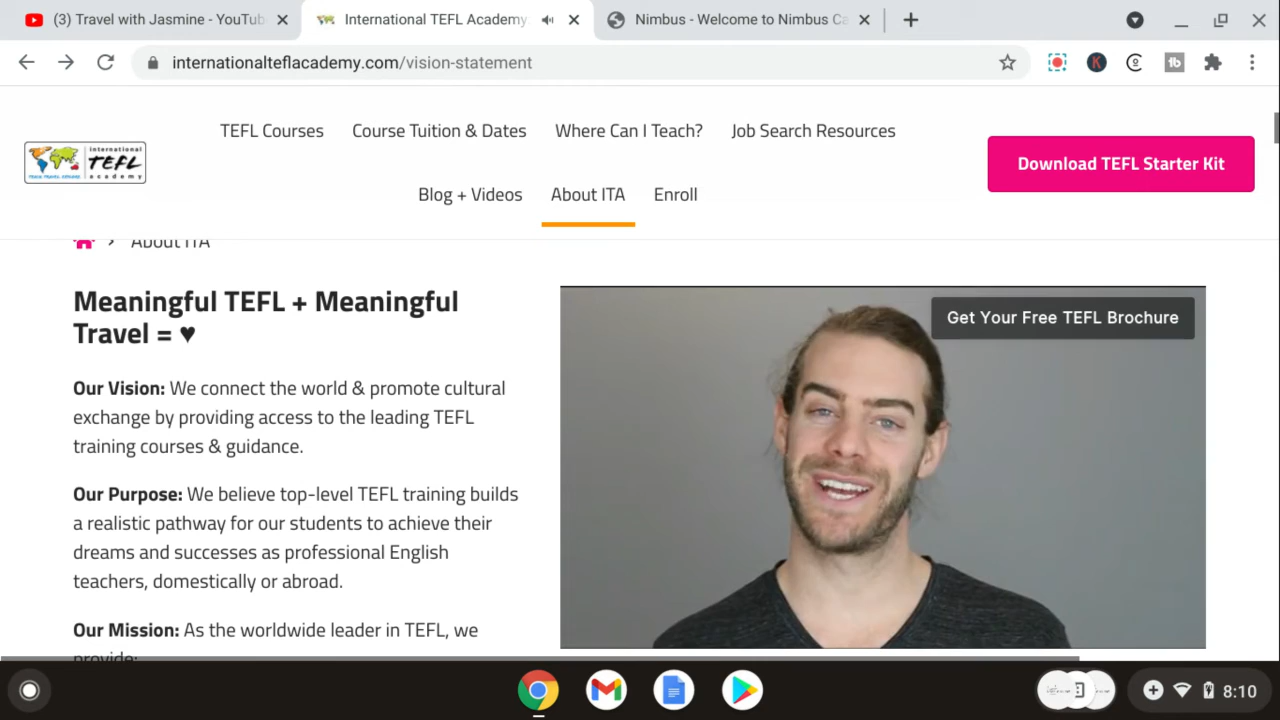 (3) Travel with Jasmine - YouTub
International TEFL Academy
Nimbus - Welcome to Nimbus Ca
internationalteflacademy.com/vision-statement
K
tb
TEFL Courses
Course Tuition & Dates
Where Can I Teach?
Job Search Resources
international
TEFL
academy
Download TEFL Starter Kit
Blog + Videos
About ITA
Enroll
About ITA
Meaningful TEFL + Meaningful
Travel = ♥
Our Vision: We connect the world & promote cultural
exchange by providing access to the leading TEFL
training courses & guidance.
Our Purpose: We believe top-level TEFL training builds
a realistic pathway for our students to achieve their
dreams and successes as professional English
teachers, domestically or abroad.
Our Mission: As the worldwide leader in TEFL, we
provide:
Get Your Free TEFL Brochure
8:10